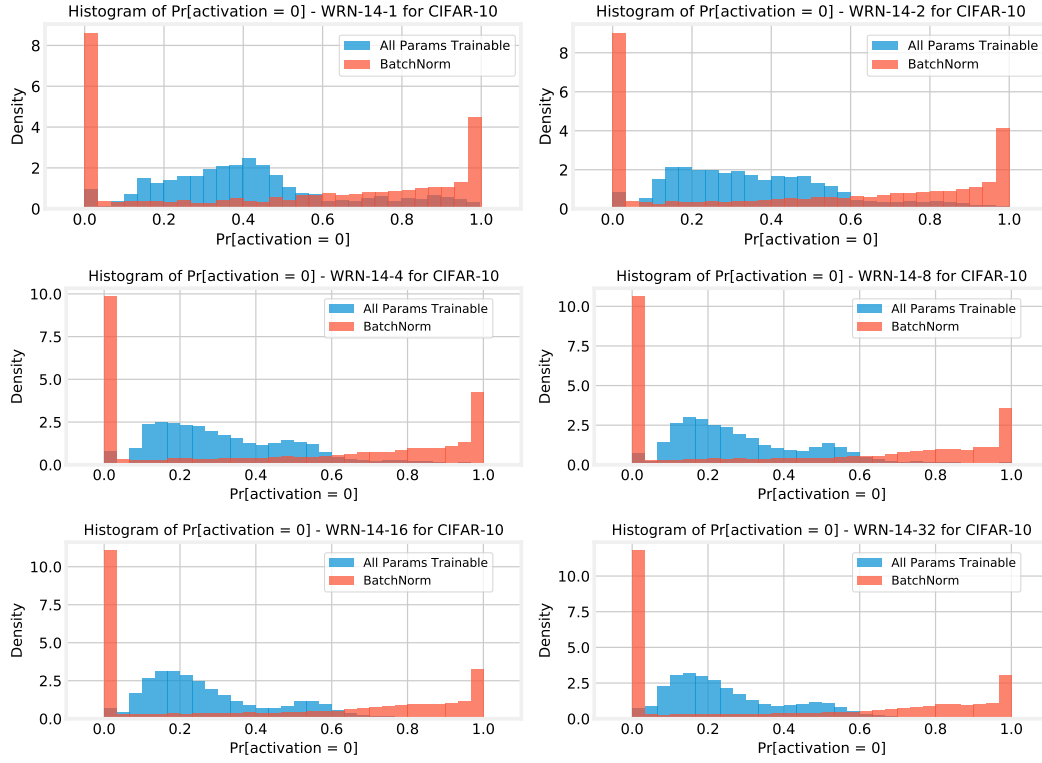 Histogram of Pr[activation = 0] - WRN-14-1 for CIFAR-10
8
6
4
2
0
Density
All Params Trainable
BatchNorm
0.0 0.2 0.4 0.6 0.8 1.0
Pr[activation = 0]
Histogram of Pr[activation = 0] - WRN-14-2 for CIFAR-10
8
6
4
2
0
Density
All Params Trainable
BatchNorm
0.0 0.2 0.4 0.6 0.8 1.0
Pr[activation = 0]
Histogram of Pr[activation = 0] - WRN-14-4 for CIFAR-10
10.0
7.5
5.0
2.5
0.0
Density
All Params Trainable
BatchNorm
0.0 0.2 0.4 0.6 0.8 1.0
Pr[activation = 0]
Histogram of Pr[activation = 0] - WRN-14-8 for CIFAR-10
10.0
7.5
5.0
2.5
0.0
Density
All Params Trainable
BatchNorm
0.0 0.2 0.4 0.6 0.8 1.0
Pr[activation = 0]
Histogram of Pr[activation = 0] - WRN-14-16 for CIFAR-10
10.0
7.5
5.0
2.5
0.0
Density
All Params Trainable
BatchNorm
0.0 0.2 0.4 0.6 0.8 1.0
Pr[activation = 0]
Histogram of Pr[activation = 0] - WRN-14-32 for CIFAR-10
10.0
7.5
5.0
2.5
0.0
Density
All Params Trainable
BatchNorm
0.0 0.2 0.4 0.6 0.8 1.0
Pr[activation = 0]